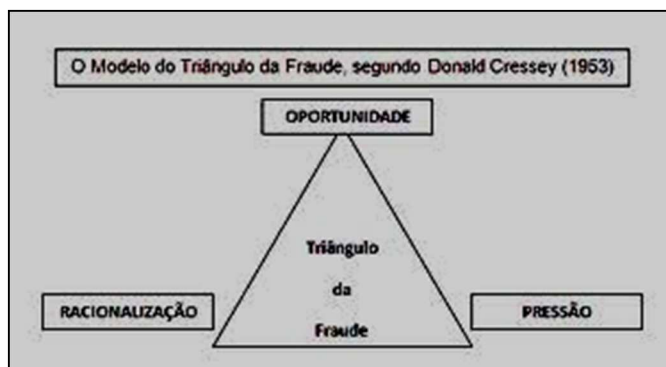 O Modelo do Triângulo da Fraude, segundo Donald Cressey (1953)
OPORTUNIDADE
Triângulo
da
Fraude
RACIONALIZAÇÃO
PRESSÃO